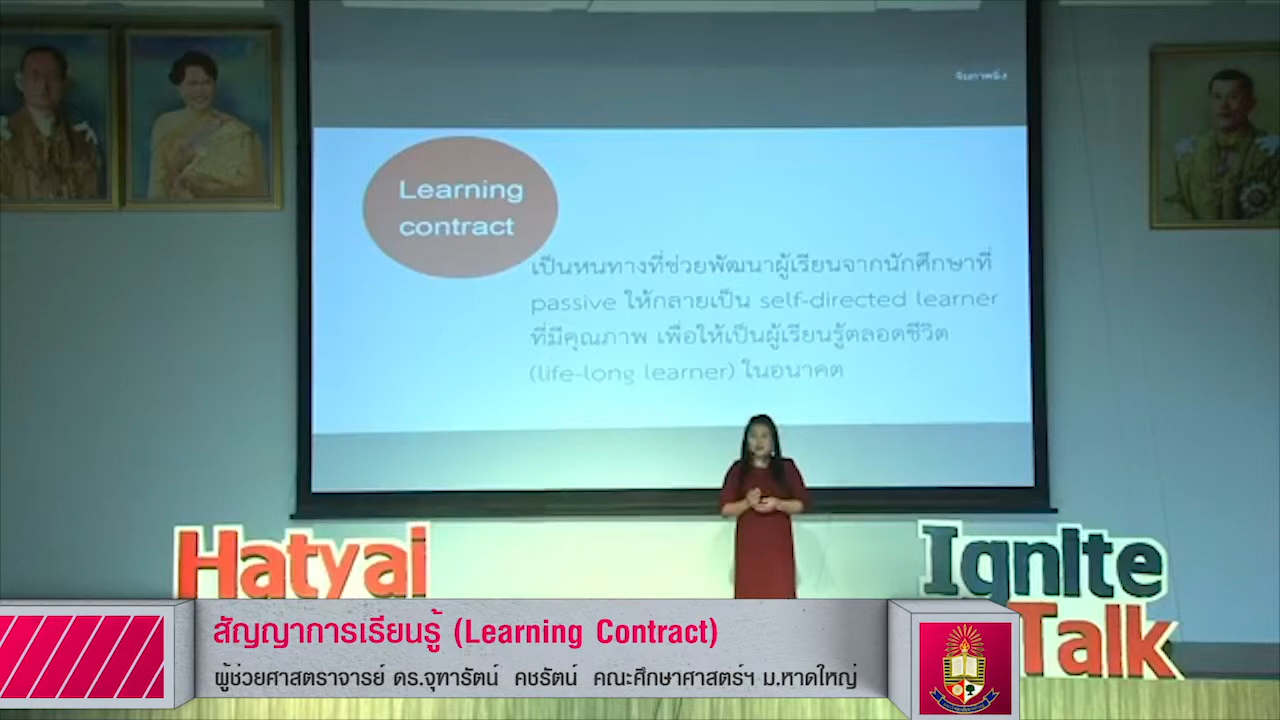 Learning
contract
เป็นหนทางที่ช่วยพัฒนาผู้เรียนจากนักศึกษาที่
passive ให้กลายเป็น self-directed learner
ที่มีคุณภาพ เพื่อให้เป็นผู้เรียนรู้ตลอดชีวิต
(life-long learner) ในอนาคต
Hatyai
Ignite
Talk
สัญญาการเรียนรู้ (Learning Contract)
ผู้ช่วยศาสตราจารย์ ดร.จุฑารัตน์ คชรัตน์ คณะศึกษาศาสตร์ฯ ม.หาดใหญ่